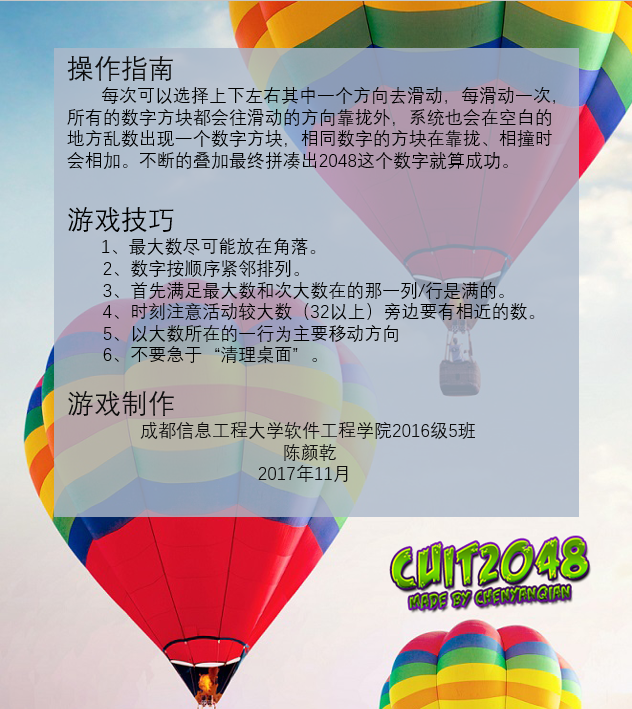 操作指南
每次可以选择上下左右其中一个方向去滑动，每滑动一次，
所有的数字方块都会往滑动的方向靠拢外，系统也会在空白的
地方乱数出现一个数字方块，相同数字的方块在靠拢、相撞时
会相加。不断的叠加最终拼凑出2048这个数字就算成功。
游戏技巧
1、最大数尽可能放在角落。
2、数字按顺序紧邻排列。
3、首先满足最大数和次大数在的那一列/行是满的。
4、时刻注意活动较大数（32以上）旁边要有相近的数。
5、以大数所在的一行为主要移动方向
6、不要急于“清理桌面”。
游戏制作
成都信息工程大学软件工程学院2016级5班
陈颜乾
2017年11月
CUIT2048
MADE BY CHENYANQIAN